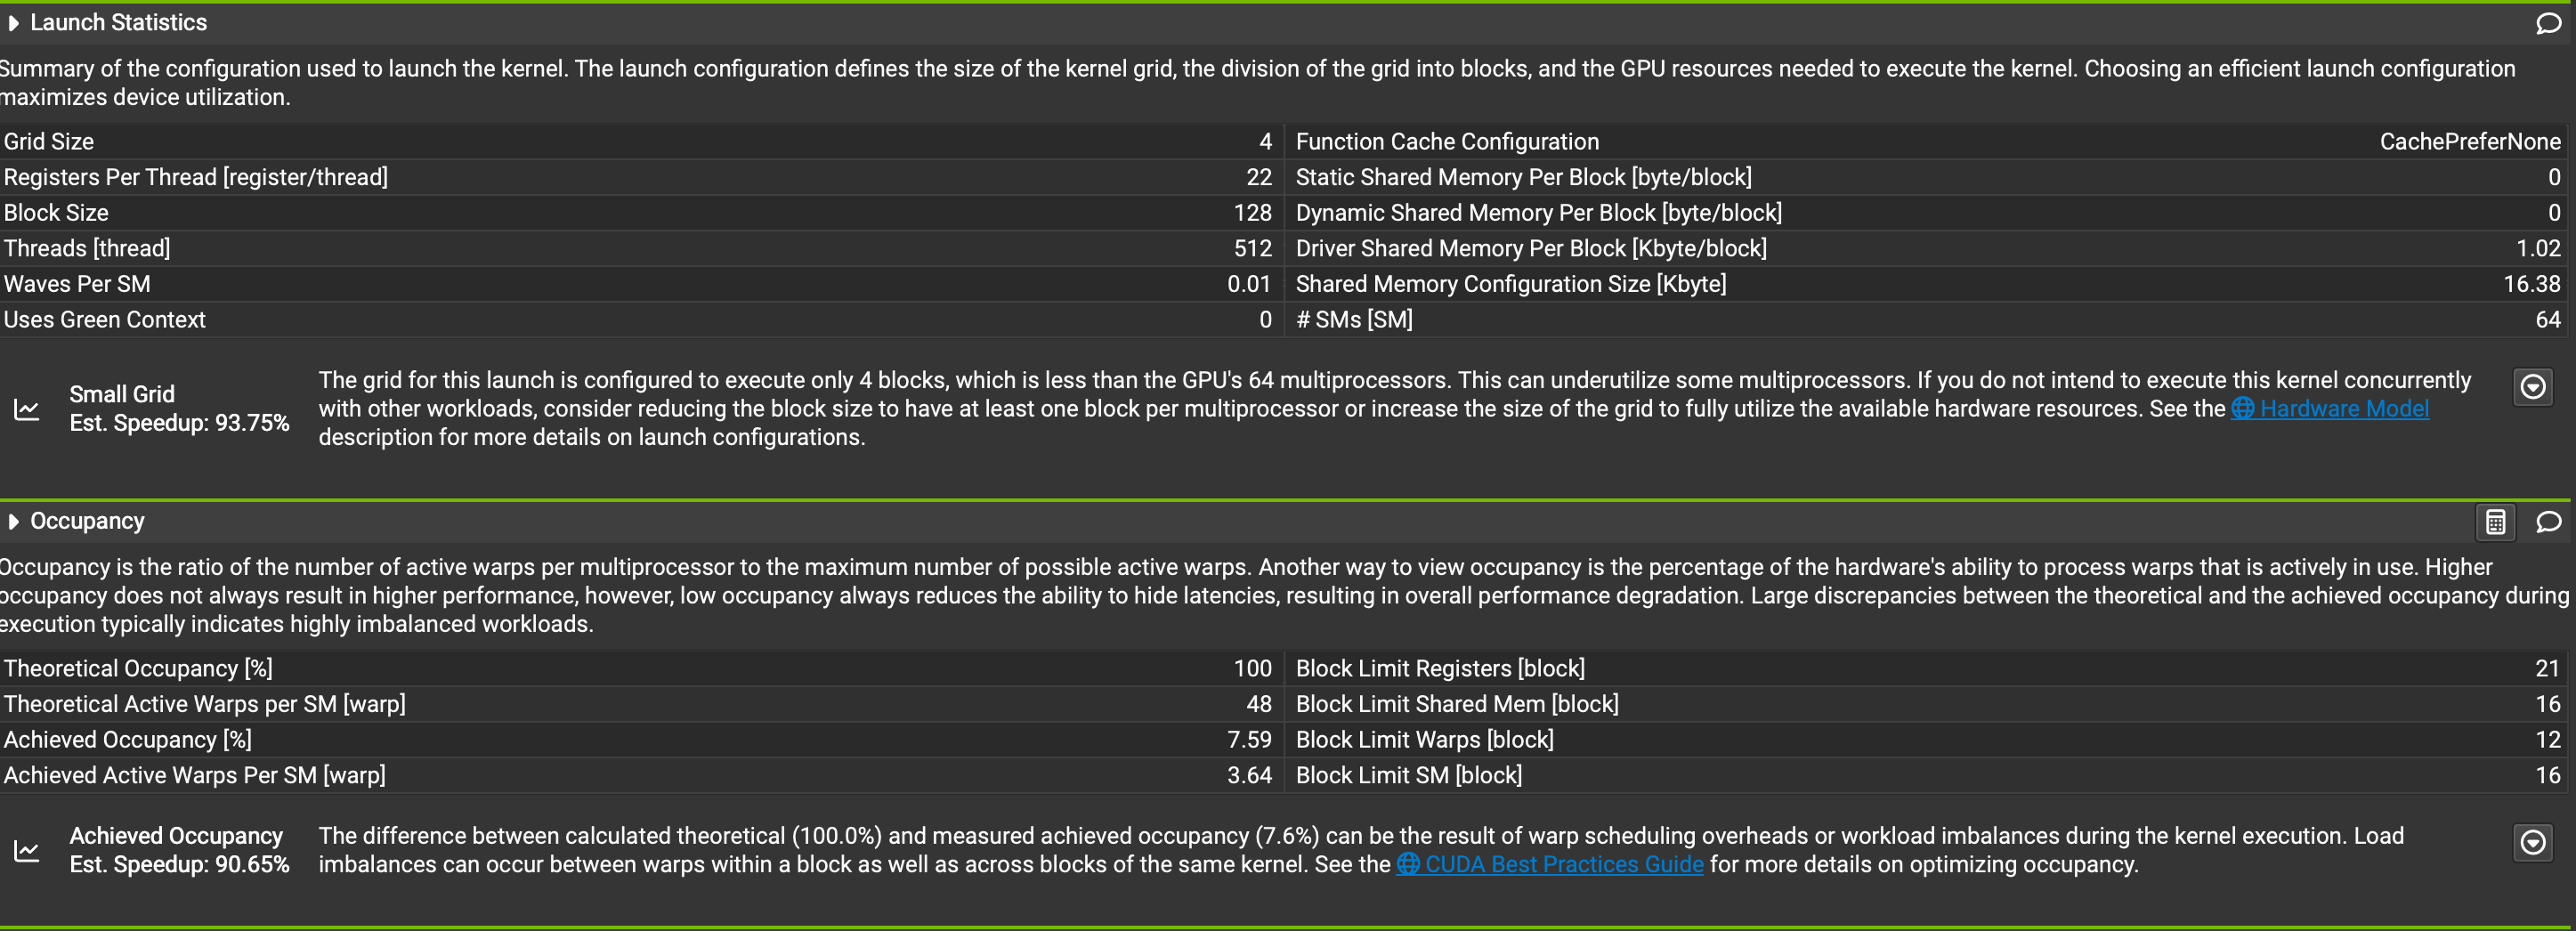 Launch Statistics
Summary of the configuration used to launch the kernel. The launch configuration defines the size of the kernel grid, the division of the grid into blocks, and the GPU resources needed to execute the kernel. Choosing an efficient launch configuration
maximizes device utilization.
Grid Size 4 Function Cache Configuration CachePreferNone
Registers Per Thread [register/thread] 22 Static Shared Memory Per Block [byte/block] 0
Block Size 128 Dynamic Shared Memory Per Block [byte/block] 0
Threads [thread] 512 Driver Shared Memory Per Block [Kbyte/block] 1.02
Waves Per SM 0.01 Shared Memory Configuration Size [Kbyte] 16.38
Uses Green Context 0 # SMs [SM] 64
Small Grid
Est. Speedup: 93.75%
The grid for this launch is configured to execute only 4 blocks, which is less than the GPU's 64 multiprocessors. This can underutilize some multiprocessors. If you do not intend to execute this kernel concurrently
with other workloads, consider reducing the block size to have at least one block per multiprocessor or increase the size of the grid to fully utilize the available hardware resources. See the Hardware Model
description for more details on launch configurations.
Occupancy
Occupancy is the ratio of the number of active warps per multiprocessor to the maximum number of possible active warps. Another way to view occupancy is the percentage of the hardware's ability to process warps that is actively in use. Higher
occupancy does not always result in higher performance, however, low occupancy always reduces the ability to hide latencies, resulting in overall performance degradation. Large discrepancies between the theoretical and the achieved occupancy during
execution typically indicates highly imbalanced workloads.
Theoretical Occupancy [%] 100 Block Limit Registers [block] 21
Theoretical Active Warps per SM [warp] 48 Block Limit Shared Mem [block] 16
Achieved Occupancy [%] 7.59 Block Limit Warps [block] 12
Achieved Active Warps Per SM [warp] 3.64 Block Limit SM [block] 16
Achieved Occupancy
Est. Speedup: 90.65%
The difference between calculated theoretical (100.0%) and measured achieved occupancy (7.6%) can be the result of warp scheduling overheads or workload imbalances during the kernel execution. Load
imbalances can occur between warps within a block as well as across blocks of the same kernel. See the CUDA Best Practices Guide for more details on optimizing occupancy.